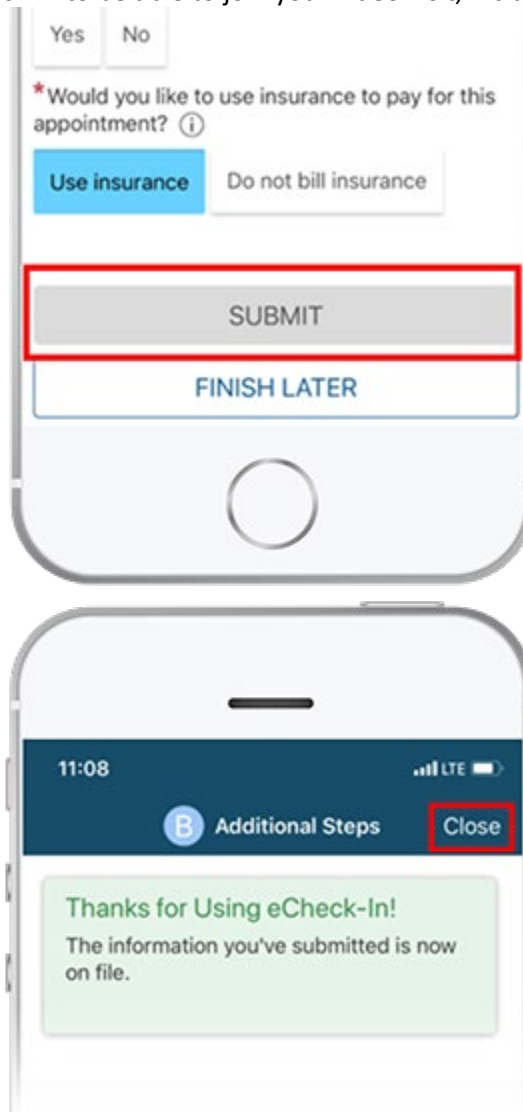 Yes No
*Would you like to use insurance to pay for this
appointment? ⓘ
Use insurance Do not bill insurance
SUBMIT
FINISH LATER
11:08 LTE
B Additional Steps Close
Thanks for Using eCheck-In!
The information you've submitted is now
on file.